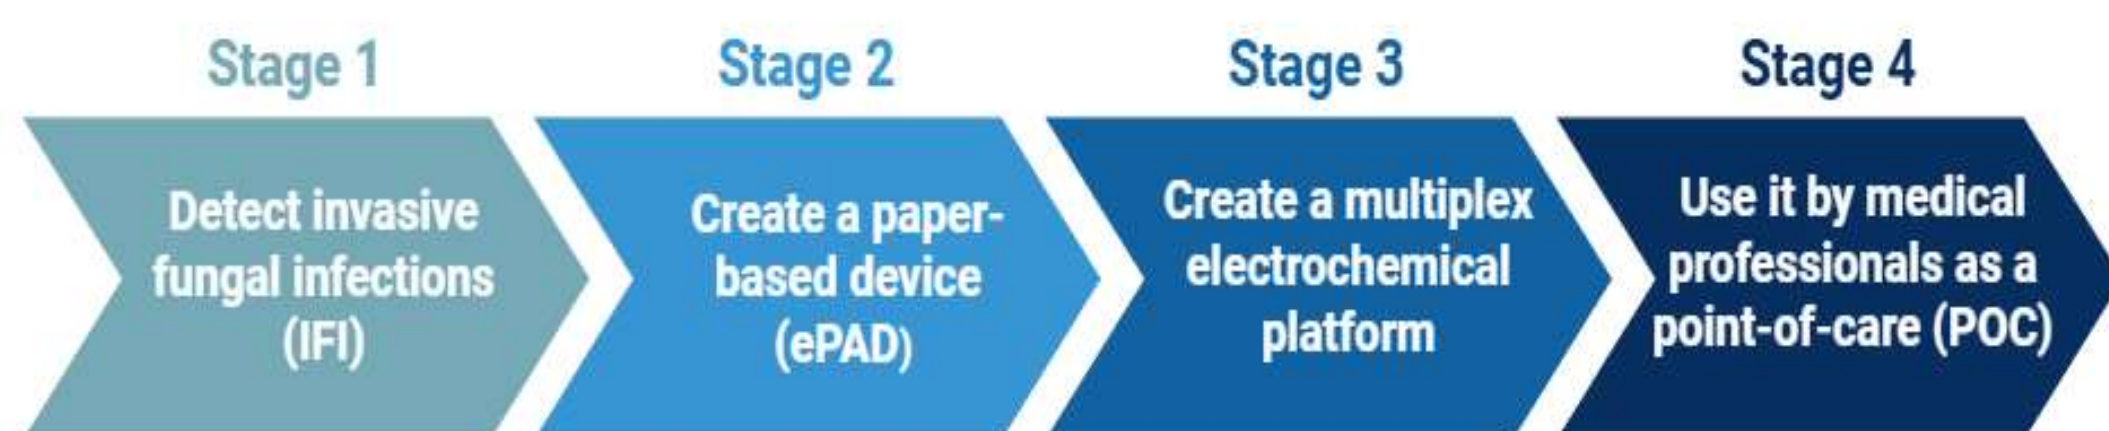 Stage 1
Detect invasive
fungal infections
(IFI)
Stage 2
Create a paper-
based device
(ePAD)
Stage 3
Create a multiplex
electrochemical
platform
Stage 4
Use it by medical
professionals as a
point-of-care (POC)